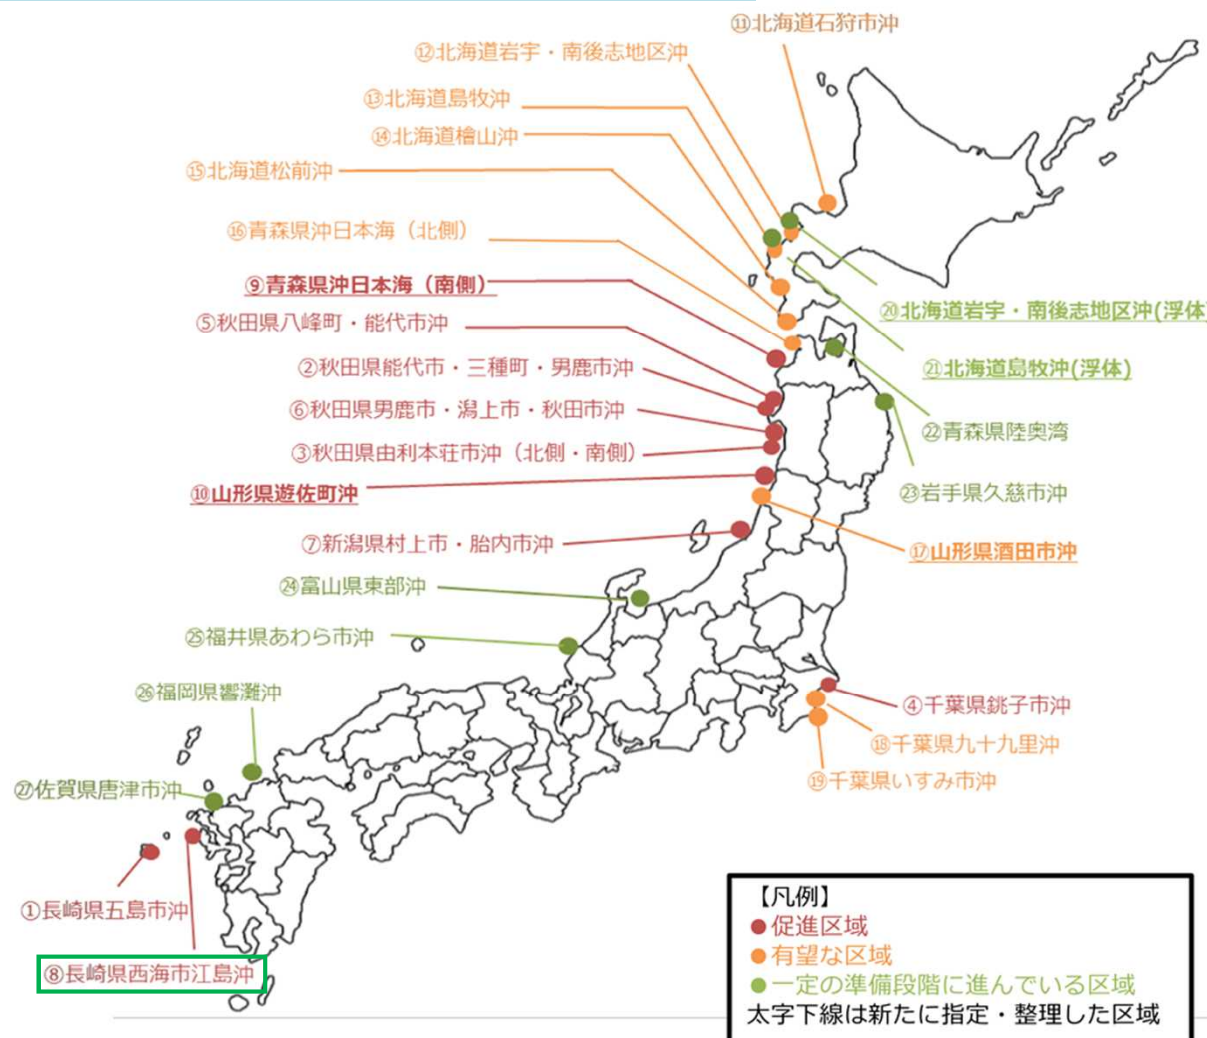 ⑪北海道石狩市沖
⑫北海道岩宇・南後志地区沖
⑬北海道島牧沖
⑭北海道檜山沖
⑮北海道松前沖
⑯青森県沖日本海（北側）
⑨青森県沖日本海（南側）
⑳北海道岩宇・南後志地区沖(浮体)
⑤秋田県八峰町・能代市沖
②秋田県能代市・三種町・男鹿市沖
㉑北海道島牧沖(浮体)
⑥秋田県男鹿市・潟上市・秋田市沖
㉒青森県陸奥湾
③秋田県由利本荘市沖（北側・南側）
⑩山形県遊佐町沖
㉓岩手県久慈市沖
⑦新潟県村上市・胎内市沖
⑰山形県酒田市沖
㉔富山県東部沖
㉕福井県あわら市沖
㉖福岡県響灘沖
④千葉県銚子市沖
⑱千葉県九十九里沖
⑲千葉県いすみ市沖
㉗佐賀県唐津市沖
①長崎県五島市沖
⑧長崎県西海市江島沖
【凡例】
●促進区域
●有望な区域
●一定の準備段階に進んでいる区域
太字下線は新たに指定・整理した区域